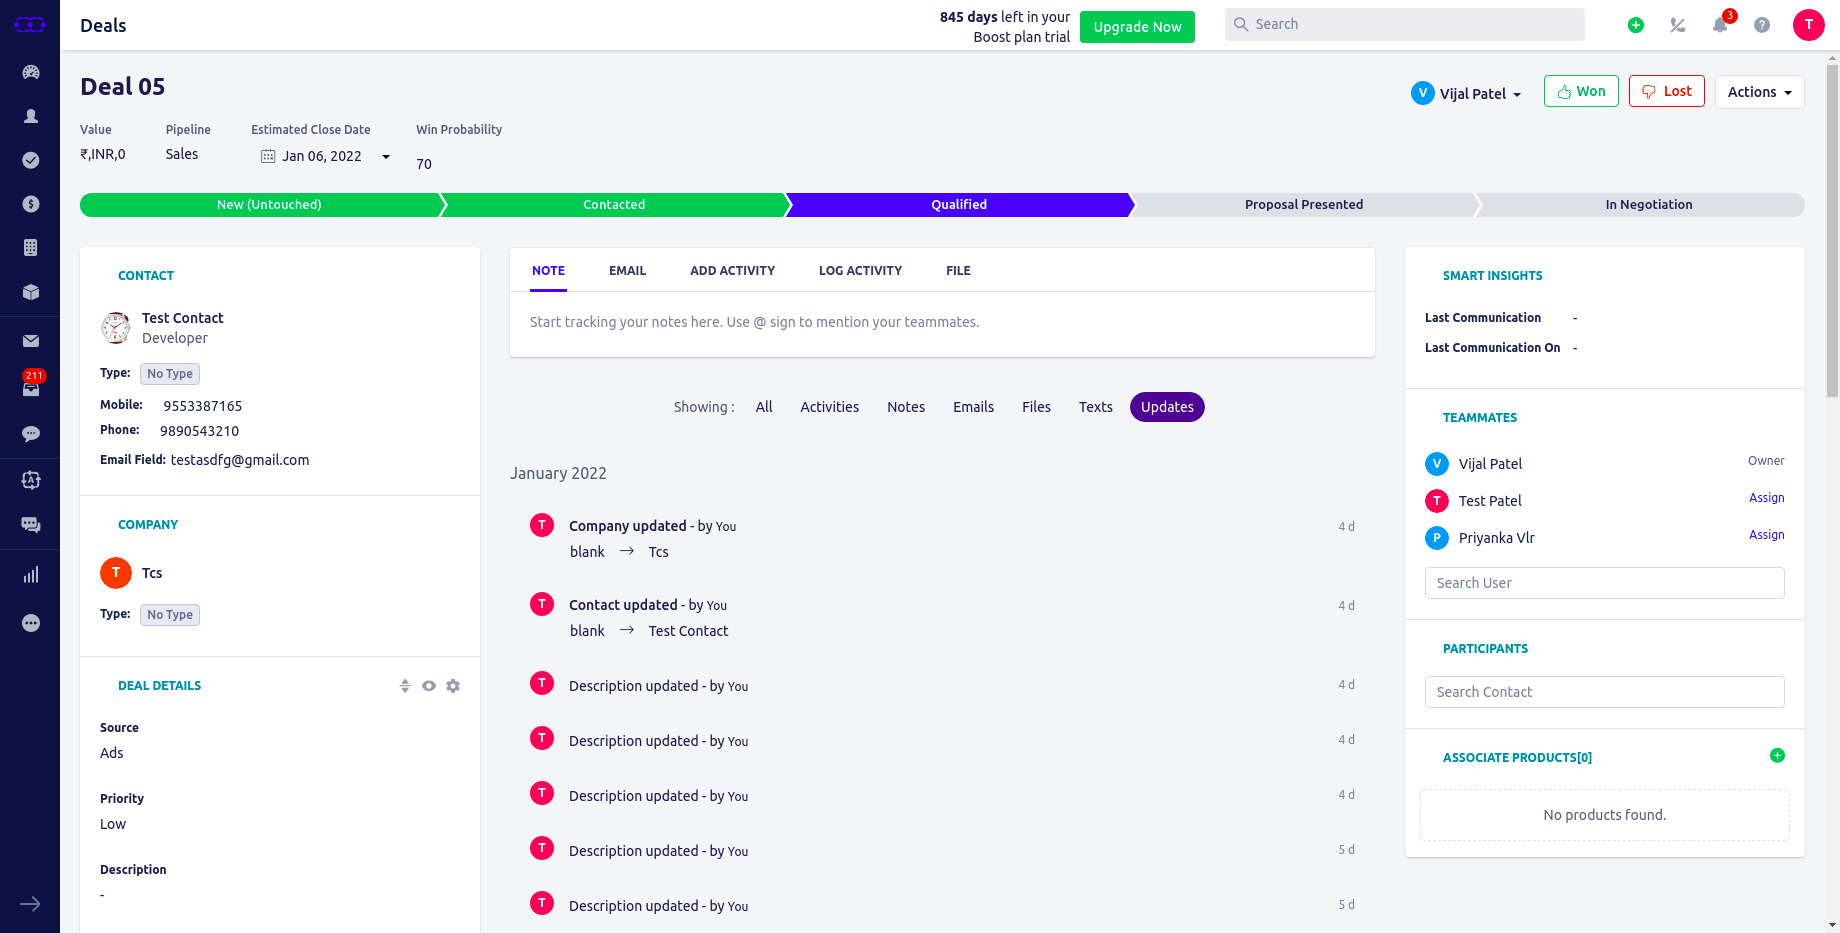 Deals
845 days left in your
Boost plan trial
Upgrade Now
Search
3
T
Deal 05
V Vijal Patel
Won
Lost
Actions
Value
Pipeline
Estimated Close Date
Win Probability
₹,INR,0
Sales
Jan 06, 2022
70
New (Untouched)
Contacted
Qualified
Proposal Presented
In Negotiation
211
CONTACT
Test Contact
Developer
Type: No Type
Mobile: 9553387165
Phone: 9890543210
Email Field: testasdfg@gmail.com
COMPANY
T Tcs
Type: No Type
DEAL DETAILS
Source
Ads
Priority
Low
Description
-
NOTE
EMAIL
ADD ACTIVITY
LOG ACTIVITY
FILE
Start tracking your notes here. Use @ sign to mention your teammates.
Showing : All Activities Notes Emails Files Texts Updates
January 2022
T Company updated - by You 4 d
blank → Tcs
T Contact updated - by You 4 d
blank → Test Contact
T Description updated - by You 4 d
T Description updated - by You 4 d
T Description updated - by You 4 d
T Description updated - by You 5 d
T Description updated - by You 5 d
SMART INSIGHTS
Last Communication -
Last Communication On -
TEAMMATES
V Vijal Patel Owner
T Test Patel Assign
P Priyanka Vlr Assign
Search User
PARTICIPANTS
Search Contact
ASSOCIATE PRODUCTS[0]
No products found.